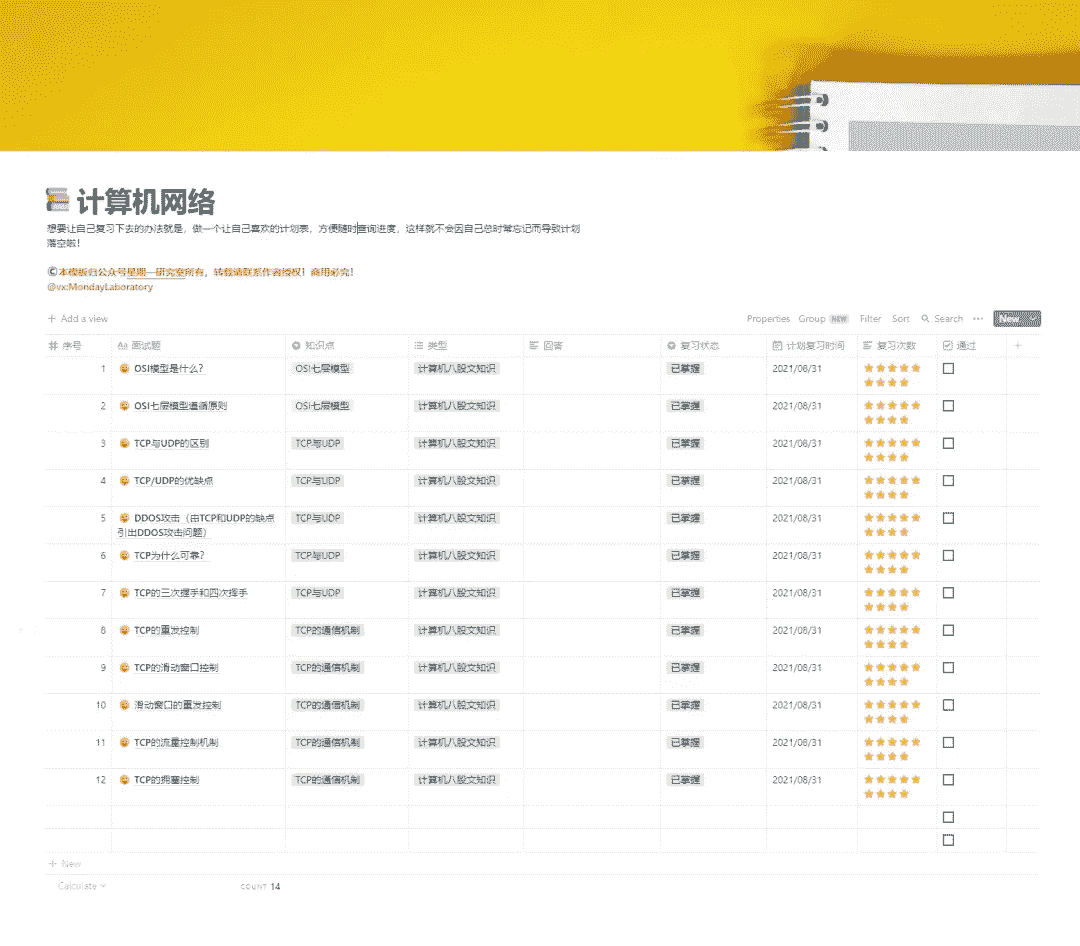 计算机网络
想要让自己复习下去的办法就是，做一个让自己喜欢的计划表，方便随时查询进度，这样就不会因自己总时常忘记而导致计划
落空啦！
©本模板归公众号星期一研究室所有，转载请联系作者授权！商用必究！
@vx:MondayLaboratory
+ Add a view
Properties Group NEW Filter Sort Search ··· New
序号 Aa 面试题 知识点 类型 回答 复习状态 计划复习时间 复习次数 通过 +
1 OSI模型是什么？ OSI七层模型 计算机八股文知识 已掌握 2021/08/31
2 OSI七层模型遵循原则 OSI七层模型 计算机八股文知识 已掌握 2021/08/31
3 TCP与UDP的区别 TCP与UDP 计算机八股文知识 已掌握 2021/08/31
4 TCP/UDP的优缺点 TCP与UDP 计算机八股文知识 已掌握 2021/08/31
5 DDOS攻击（由TCP和UDP的缺点 TCP与UDP 计算机八股文知识 已掌握 2021/08/31
引出DDOS攻击问题）
6 TCP为什么可靠？ TCP与UDP 计算机八股文知识 已掌握 2021/08/31
7 TCP的三次握手和四次挥手 TCP与UDP 计算机八股文知识 已掌握 2021/08/31
8 TCP的重发控制 TCP的通信机制 计算机八股文知识 已掌握 2021/08/31
9 TCP的滑动窗口控制 TCP的通信机制 计算机八股文知识 已掌握 2021/08/31
10 滑动窗口的重发控制 TCP的通信机制 计算机八股文知识 已掌握 2021/08/31
11 TCP的流量控制机制 TCP的通信机制 计算机八股文知识 已掌握 2021/08/31
12 TCP的拥塞控制 TCP的通信机制 计算机八股文知识 已掌握 2021/08/31
+ New
Calculate COUNT 14